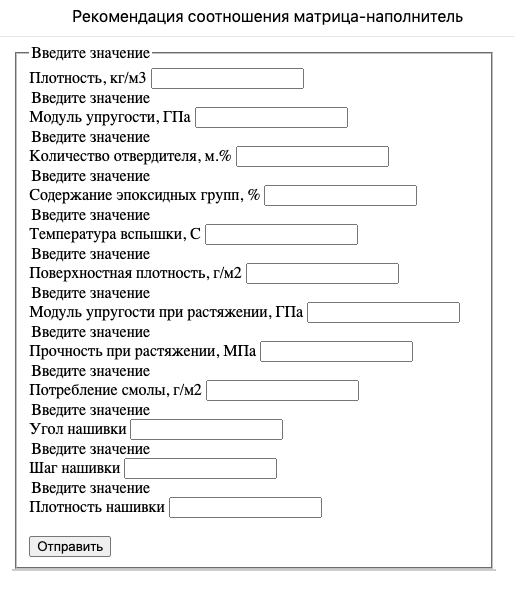 Рекомендация соотношения матрица-наполнитель
Введите значение
Плотность, кг/м3
Введите значение
Модуль упругости, ГПа
Введите значение
Количество отвердителя, м.%
Введите значение
Содержание эпоксидных групп, %
Введите значение
Температура вспышки, С
Введите значение
Поверхностная плотность, г/м2
Введите значение
Модуль упругости при растяжении, ГПа
Введите значение
Прочность при растяжении, МПа
Введите значение
Потребление смолы, г/м2
Введите значение
Угол нашивки
Введите значение
Шаг нашивки
Введите значение
Плотность нашивки
Отправить